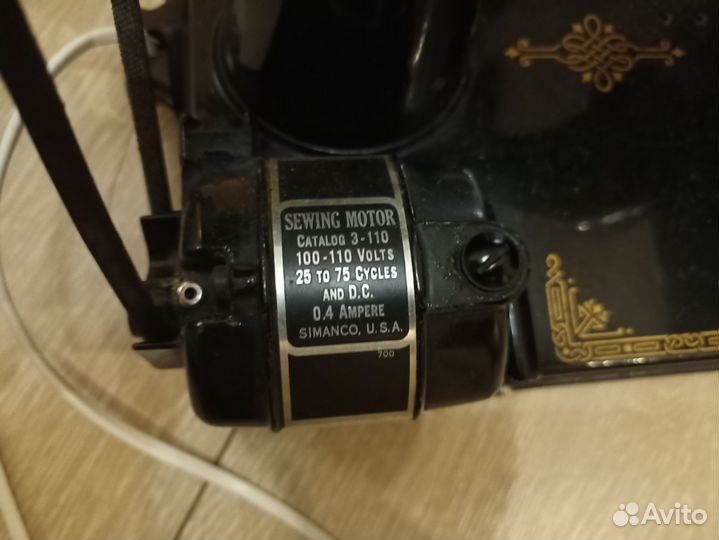 SEWING MOTOR
CATALOG 3-110
100-110 VOLTS
25 TO 75 CYCLES
AND D.C.
0.4 AMPERE
SIMANCO, U.S.A.
700
Avito